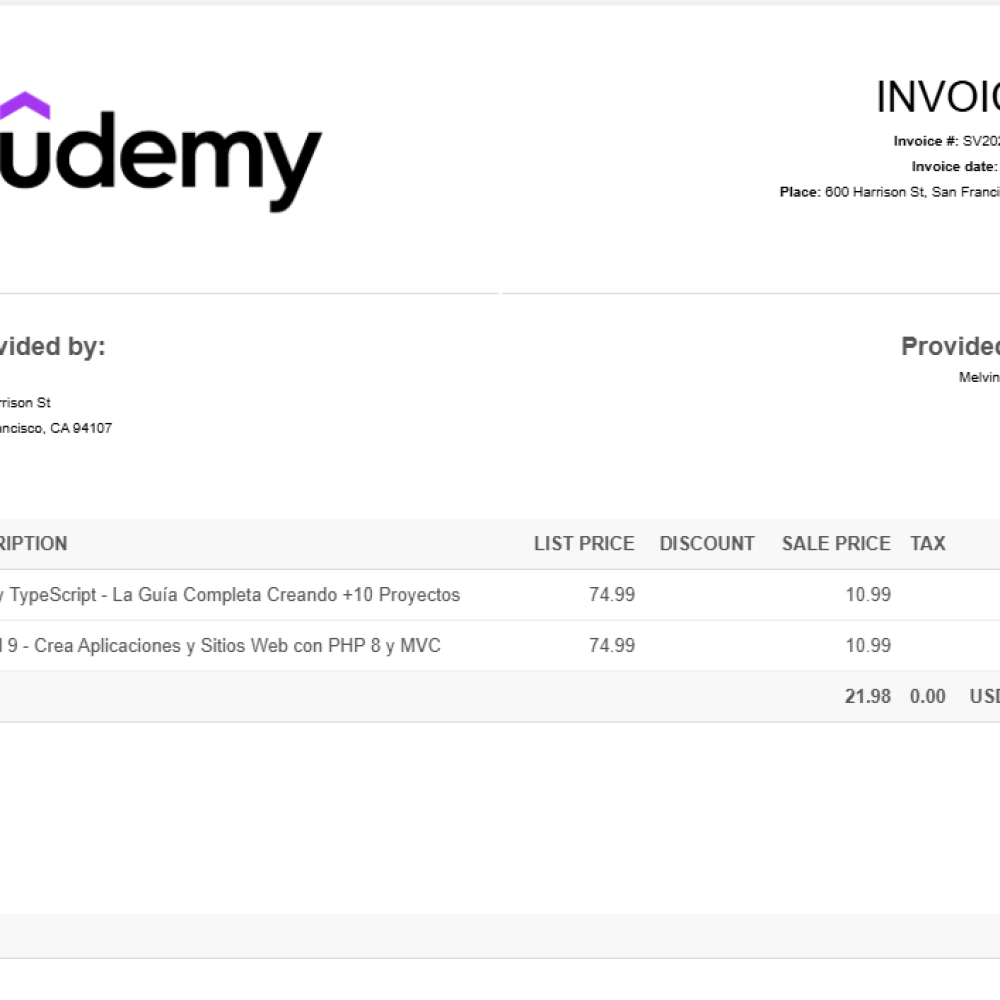 udemy
INVOIC
Invoice #: SV202
Invoice date:
Place: 600 Harrison St, San Franci
vided by:
Provided
Melvin
rrison St
ancisco, CA 94107
RIPTION LIST PRICE DISCOUNT SALE PRICE TAX
y TypeScript - La Guía Completa Creando +10 Proyectos 74.99 10.99
l 9 - Crea Aplicaciones y Sitios Web con PHP 8 y MVC 74.99 10.99
21.98 0.00 USD